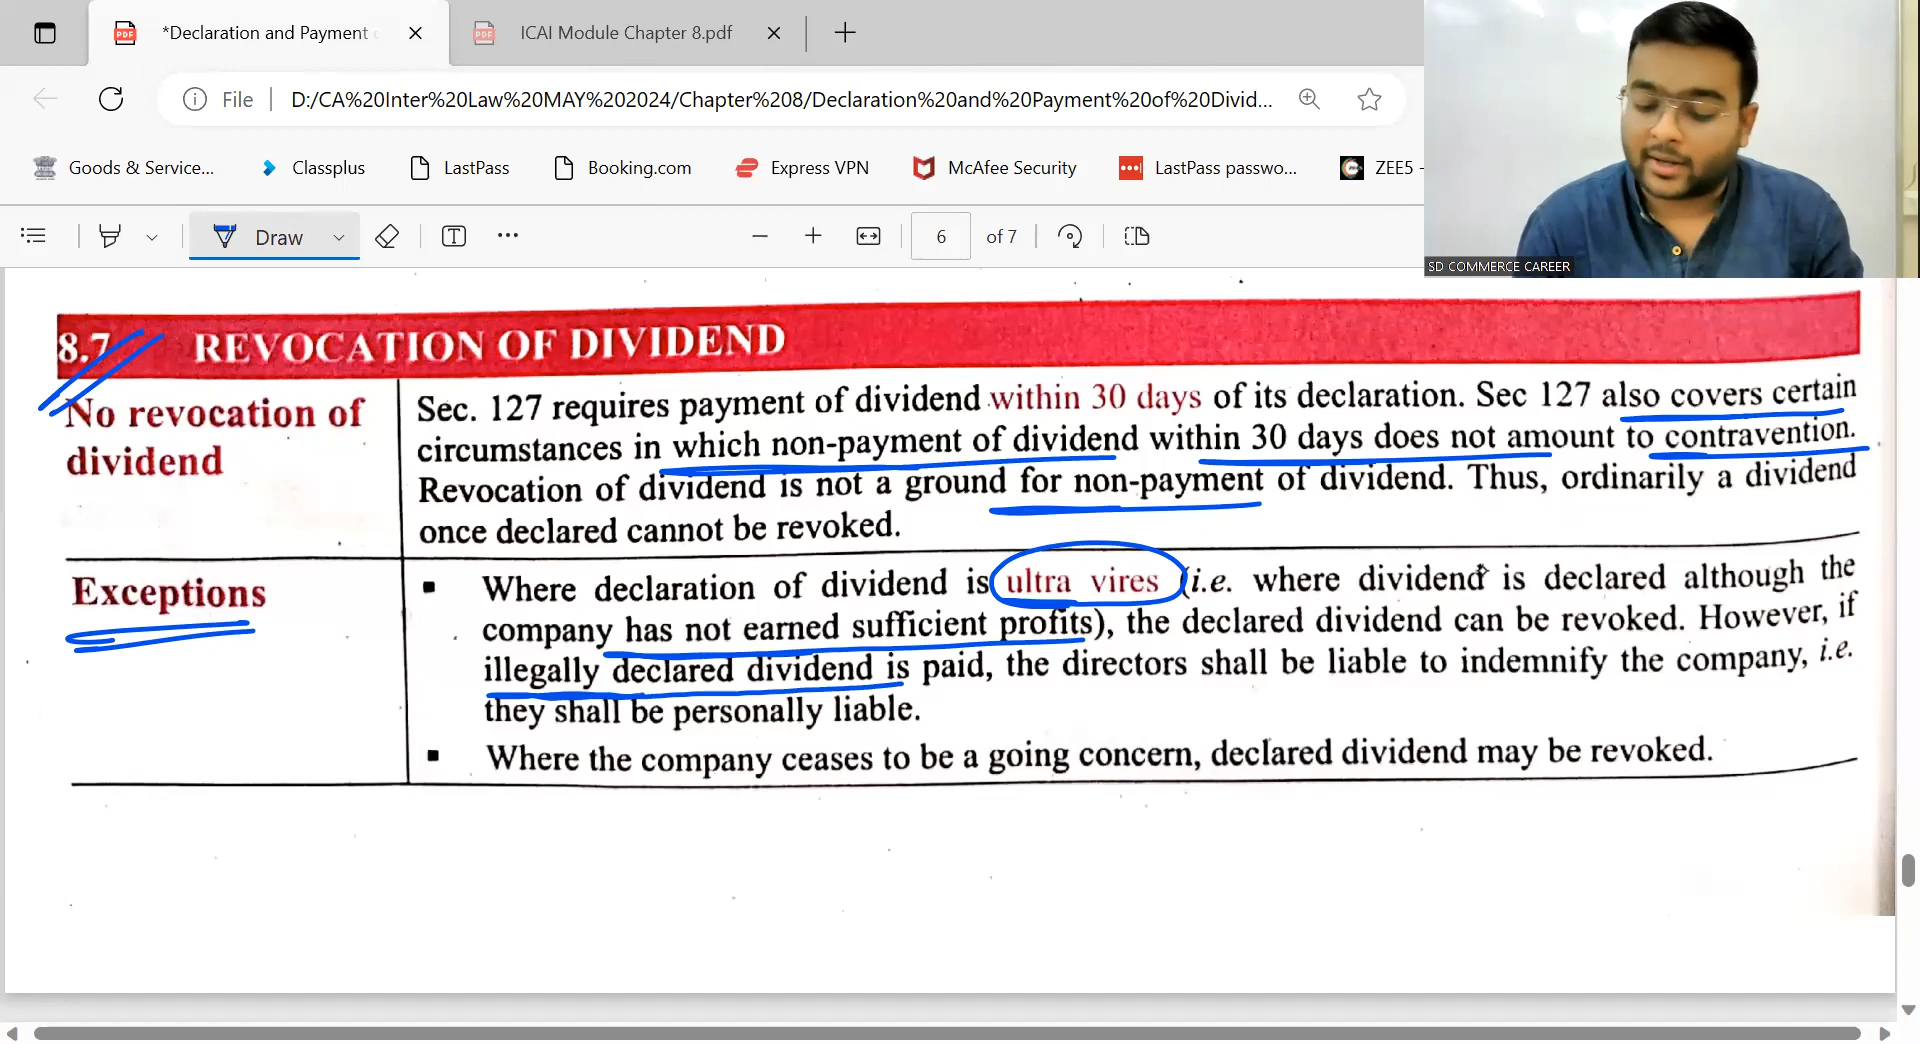 *Declaration and Payment
ICAI Module Chapter 8.pdf
File
D:/CA%20Inter%20Law%20MAY%202024/Chapter%208/Declaration%20and%20Payment%20of%20Divid...
Goods & Service...
Classplus
LastPass
Booking.com
Express VPN
McAfee Security
LastPass passwo...
ZEE5 -
Draw
6
of 7
SD COMMERCE CAREER
8.7 REVOCATION OF DIVIDEND
No revocation of
dividend
Sec. 127 requires payment of dividend within 30 days of its declaration. Sec 127 also covers certain
circumstances in which non-payment of dividend within 30 days does not amount to contravention.
Revocation of dividend is not a ground for non-payment of dividend. Thus, ordinarily a dividend
once declared cannot be revoked.
Exceptions
▪ Where declaration of dividend is ultra vires (i.e. where dividend is declared although the
company has not earned sufficient profits), the declared dividend can be revoked. However, if
illegally declared dividend is paid, the directors shall be liable to indemnify the company, i.e.
they shall be personally liable.
▪ Where the company ceases to be a going concern, declared dividend may be revoked.